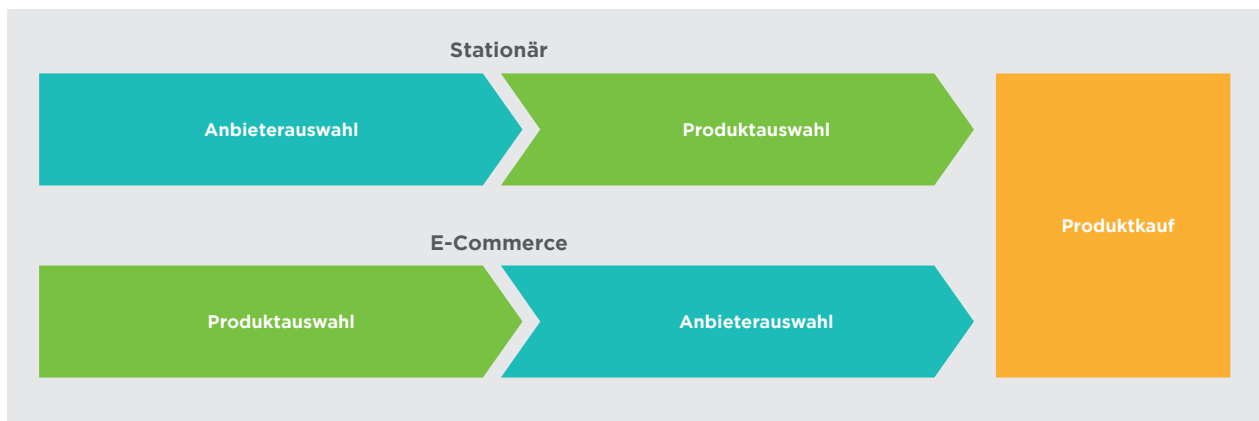 Stationär
Anbieterauswahl
Produktauswahl
Produktkauf
E-Commerce
Produktauswahl
Anbieterauswahl